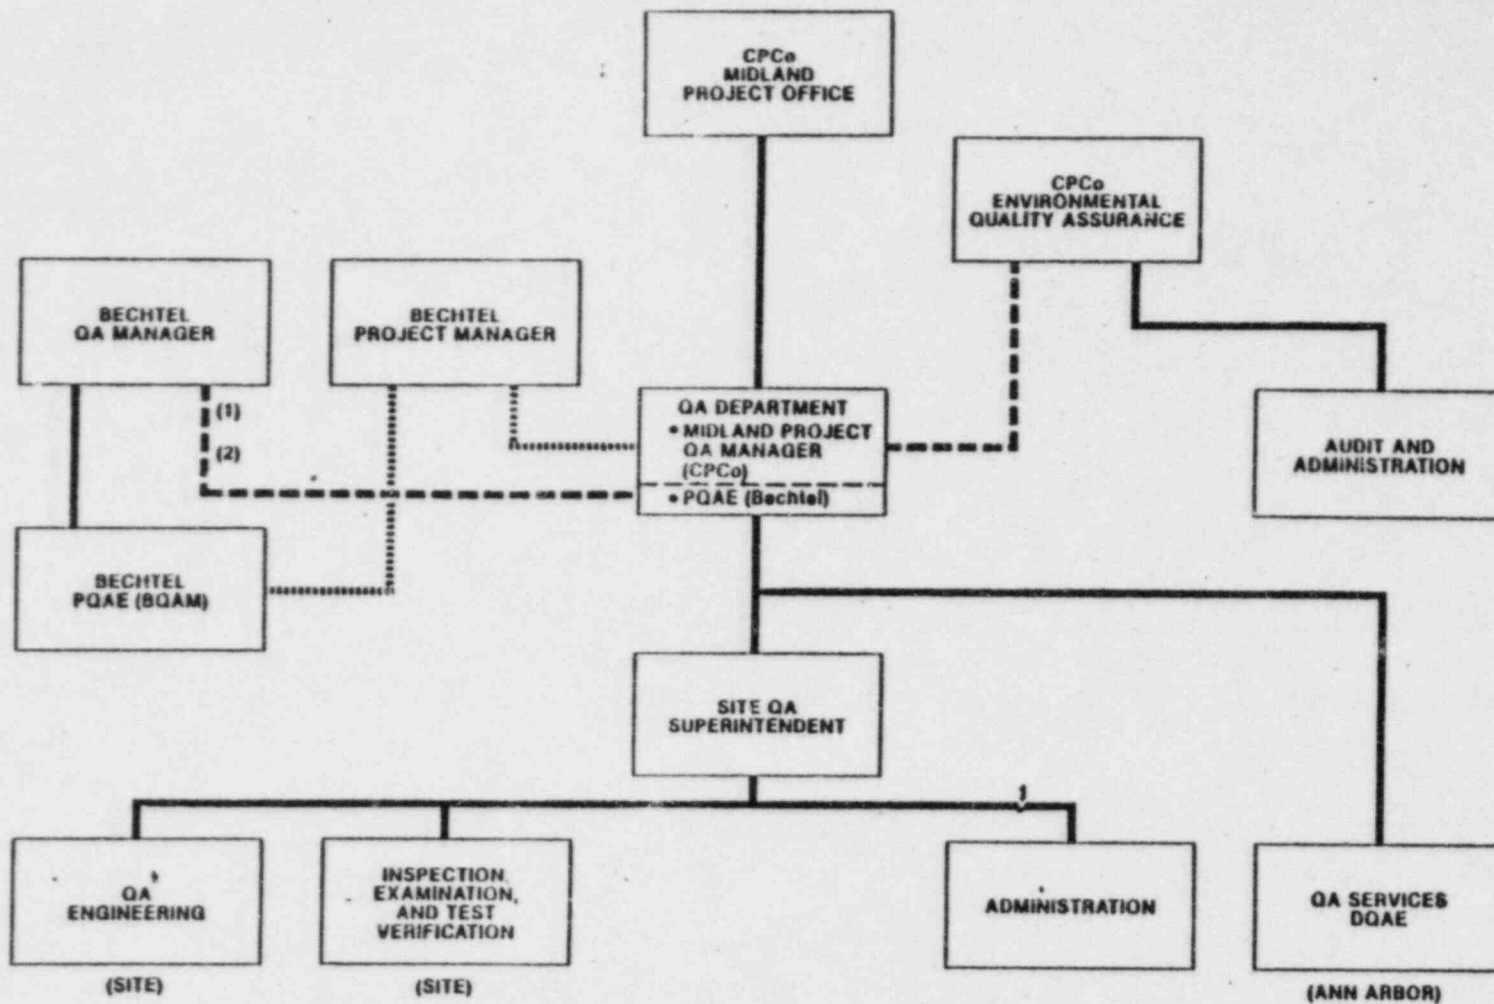 CPCo
MIDLAND
PROJECT OFFICE
CPCo
ENVIRONMENTAL
QUALITY ASSURANCE
BECHTEL
QA MANAGER
BECHTEL
PROJECT MANAGER
(1)
(2)
QA DEPARTMENT
• MIDLAND PROJECT
QA MANAGER
(CPCo)
• PQAE (Bechtel)
AUDIT AND
ADMINISTRATION
BECHTEL
PQAE (BQAM)
SITE QA
SUPERINTENDENT
QA
ENGINEERING
(SITE)
INSPECTION,
EXAMINATION,
AND TEST
VERIFICATION
(SITE)
ADMINISTRATION
QA SERVICES
DQAE
(ANN ARBOR)